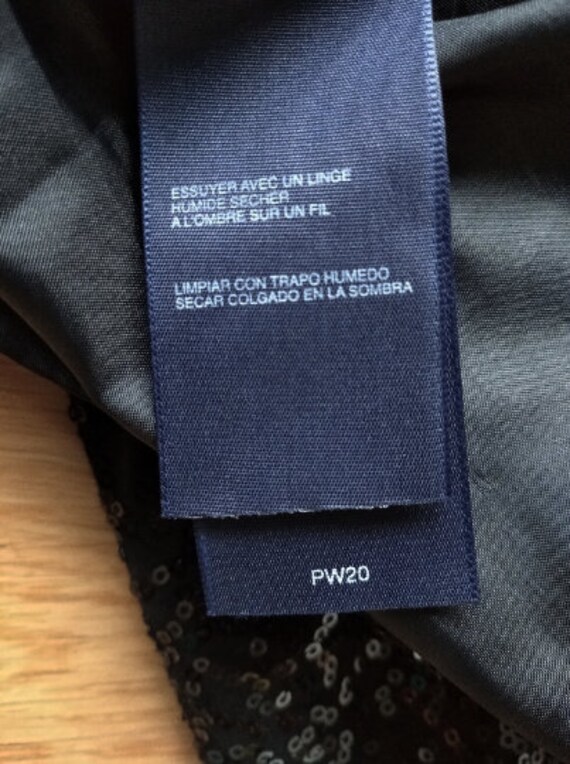 ESSUYER AVEC UN LINGE
HUMIDE SECHER
A L'OMBRE SUR UN FIL
LIMPIAR CON TRAPO HUMEDO
SECAR COLGADO EN LA SOMBRA
PW20